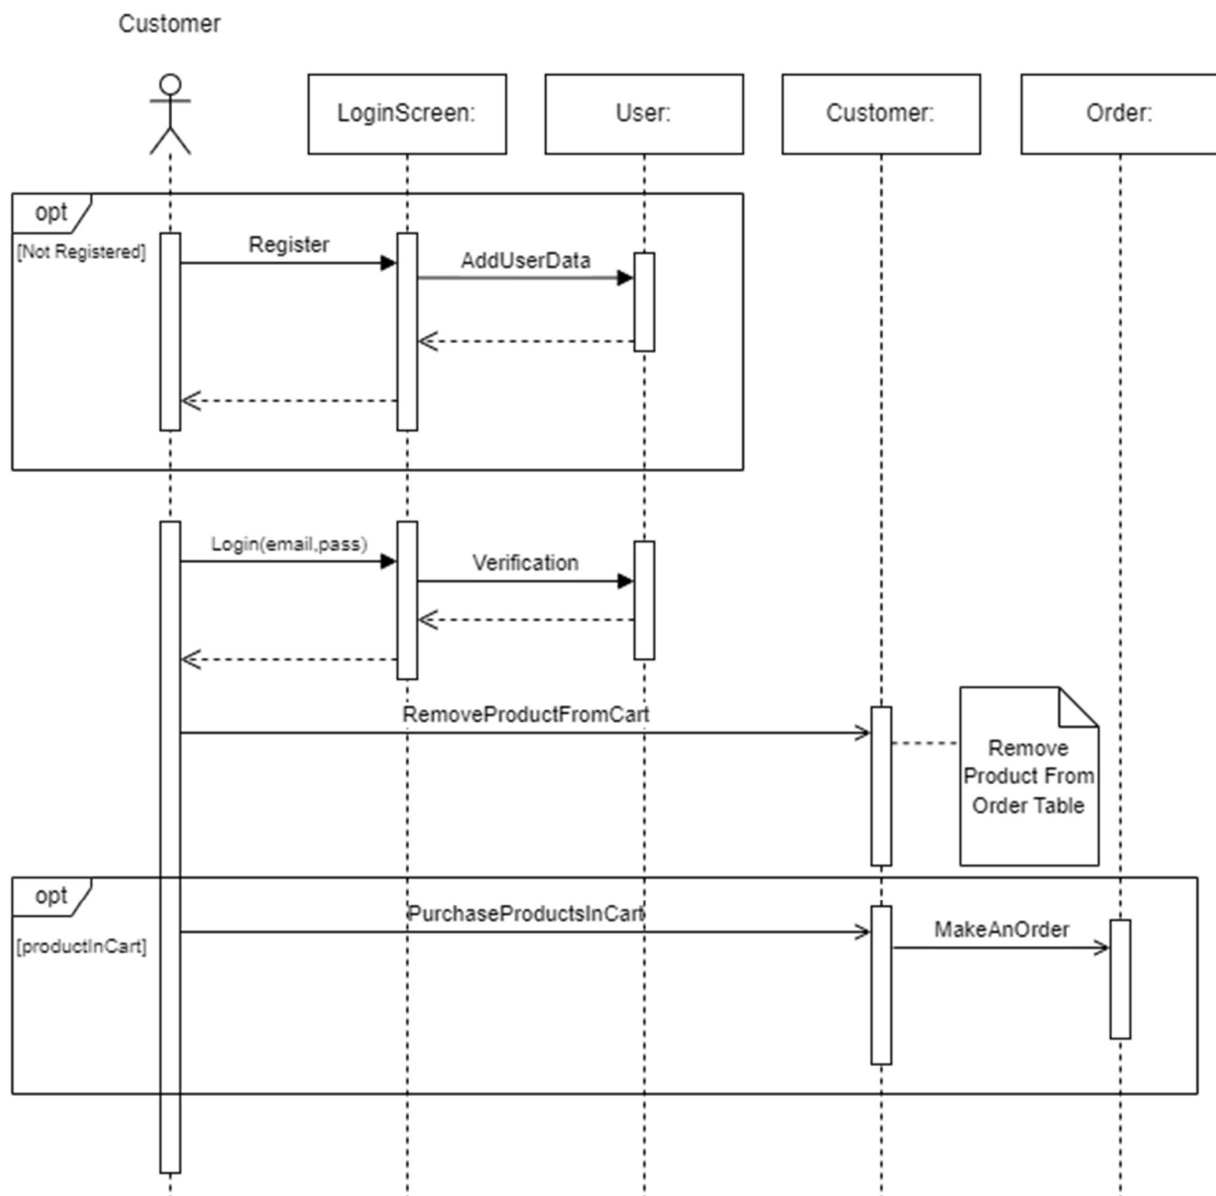 Customer
LoginScreen:
User:
Customer:
Order:
opt
[Not Registered]
Register
AddUserData
Login(email,pass)
Verification
RemoveProductFromCart
Remove
Product From
Order Table
opt
[productInCart]
PurchaseProductsInCart
MakeAnOrder